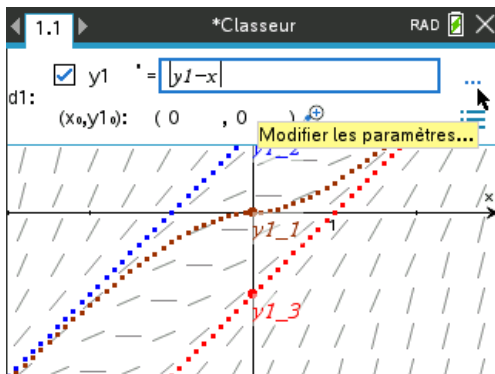 1.1 *Classeur RAD
y1 ' = |y1−x| ...
d1:
(x₀,y1₀): ( 0 , 0 )
Modifier les paramètres...
y1_2
x
y1_1 1
y1_3